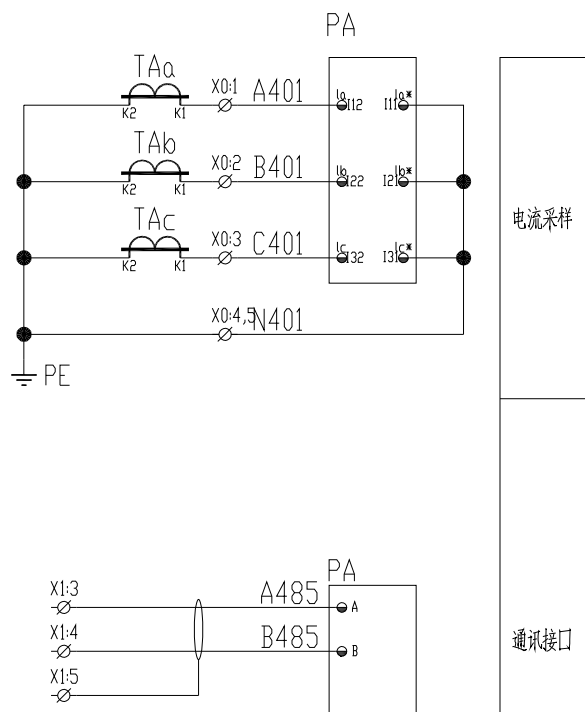 PA
TAa
K2 K1
X0:1 A401
Ia I12 I11 Ia*
TAb
K2 K1
X0:2 B401
Ib I22 I21 Ib*
TAc
K2 K1
X0:3 C401
Ic I32 I31 Ic*
X0:4,5 N401
PE
电流采样
PA
X1:3 A485 A
X1:4 B485 B
X1:5
通讯接口